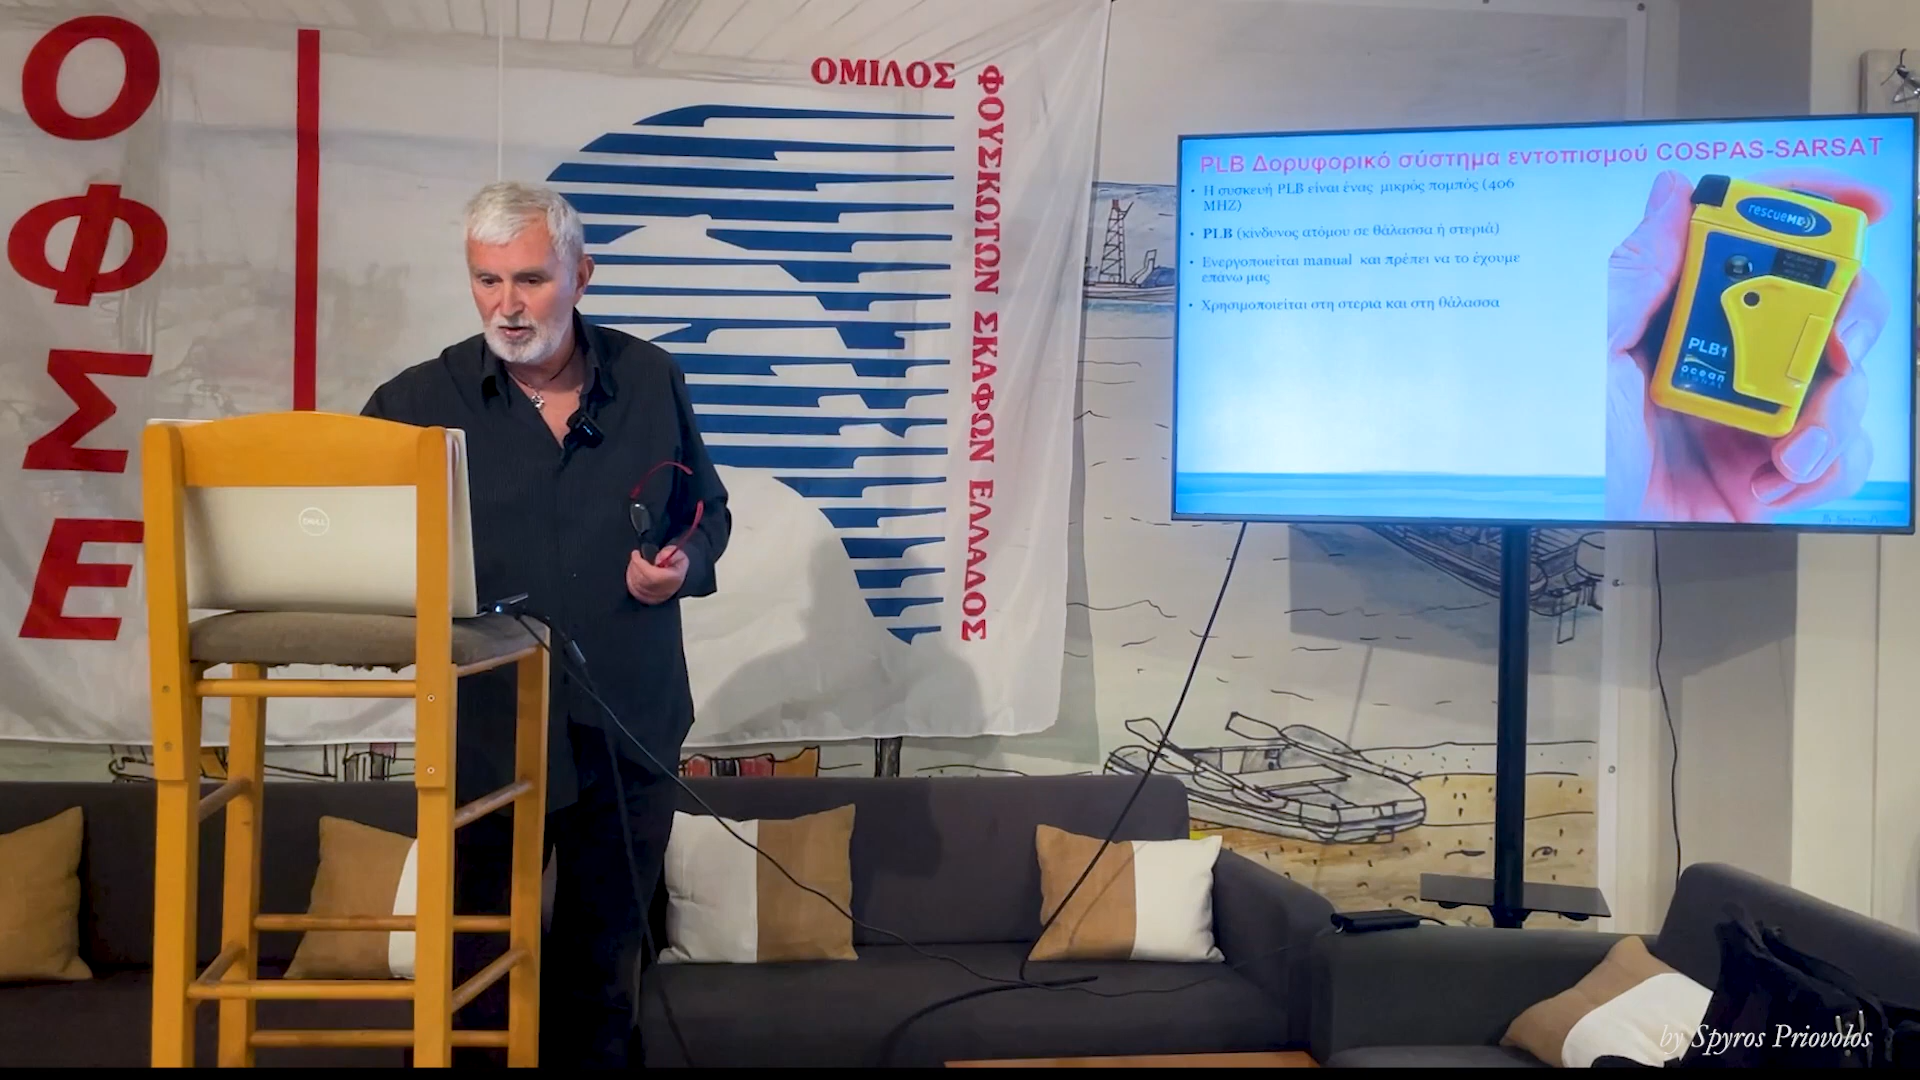 ΟΦΣΕ
ΟΜΙΛΟΣ
ΦΟΥΣΚΩΤΩΝ ΣΚΑΦΩΝ ΕΛΛΑΔΟΣ
DELL
PLB Δορυφορικό σύστημα εντοπισμού COSPAS-SARSAT
• Η συσκευή PLB είναι ένας μικρός πομπός (406
MHZ)
• PLB (κίνδυνος ατόμου σε θάλασσα ή στεριά)
• Ενεργοποιείται manual και πρέπει να το έχουμε
επάνω μας
• Χρησιμοποιείται στη στεριά και στη θάλασσα
rescueME
PLB1
ocean
SIGNAL
by Spyros Priovolos